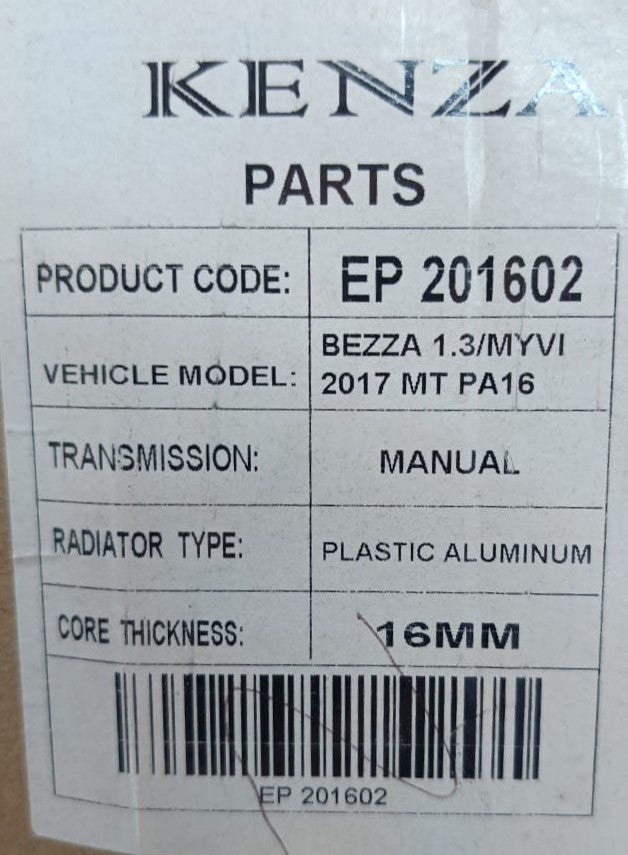 KENZA
PARTS
PRODUCT CODE: EP 201602
VEHICLE MODEL: BEZZA 1.3/MYVI
2017 MT PA16
TRANSMISSION: MANUAL
RADIATOR TYPE: PLASTIC ALUMINUM
CORE THICKNESS: 16MM
EP 201602